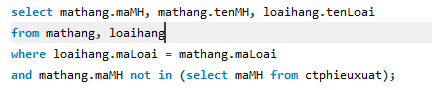 select mathang.maMH, mathang.tenMH, loaihang.tenLoai
from mathang, loaihang
where loaihang.maLoai = mathang.maLoai
and mathang.maMH not in (select maMH from ctphieuxuat);